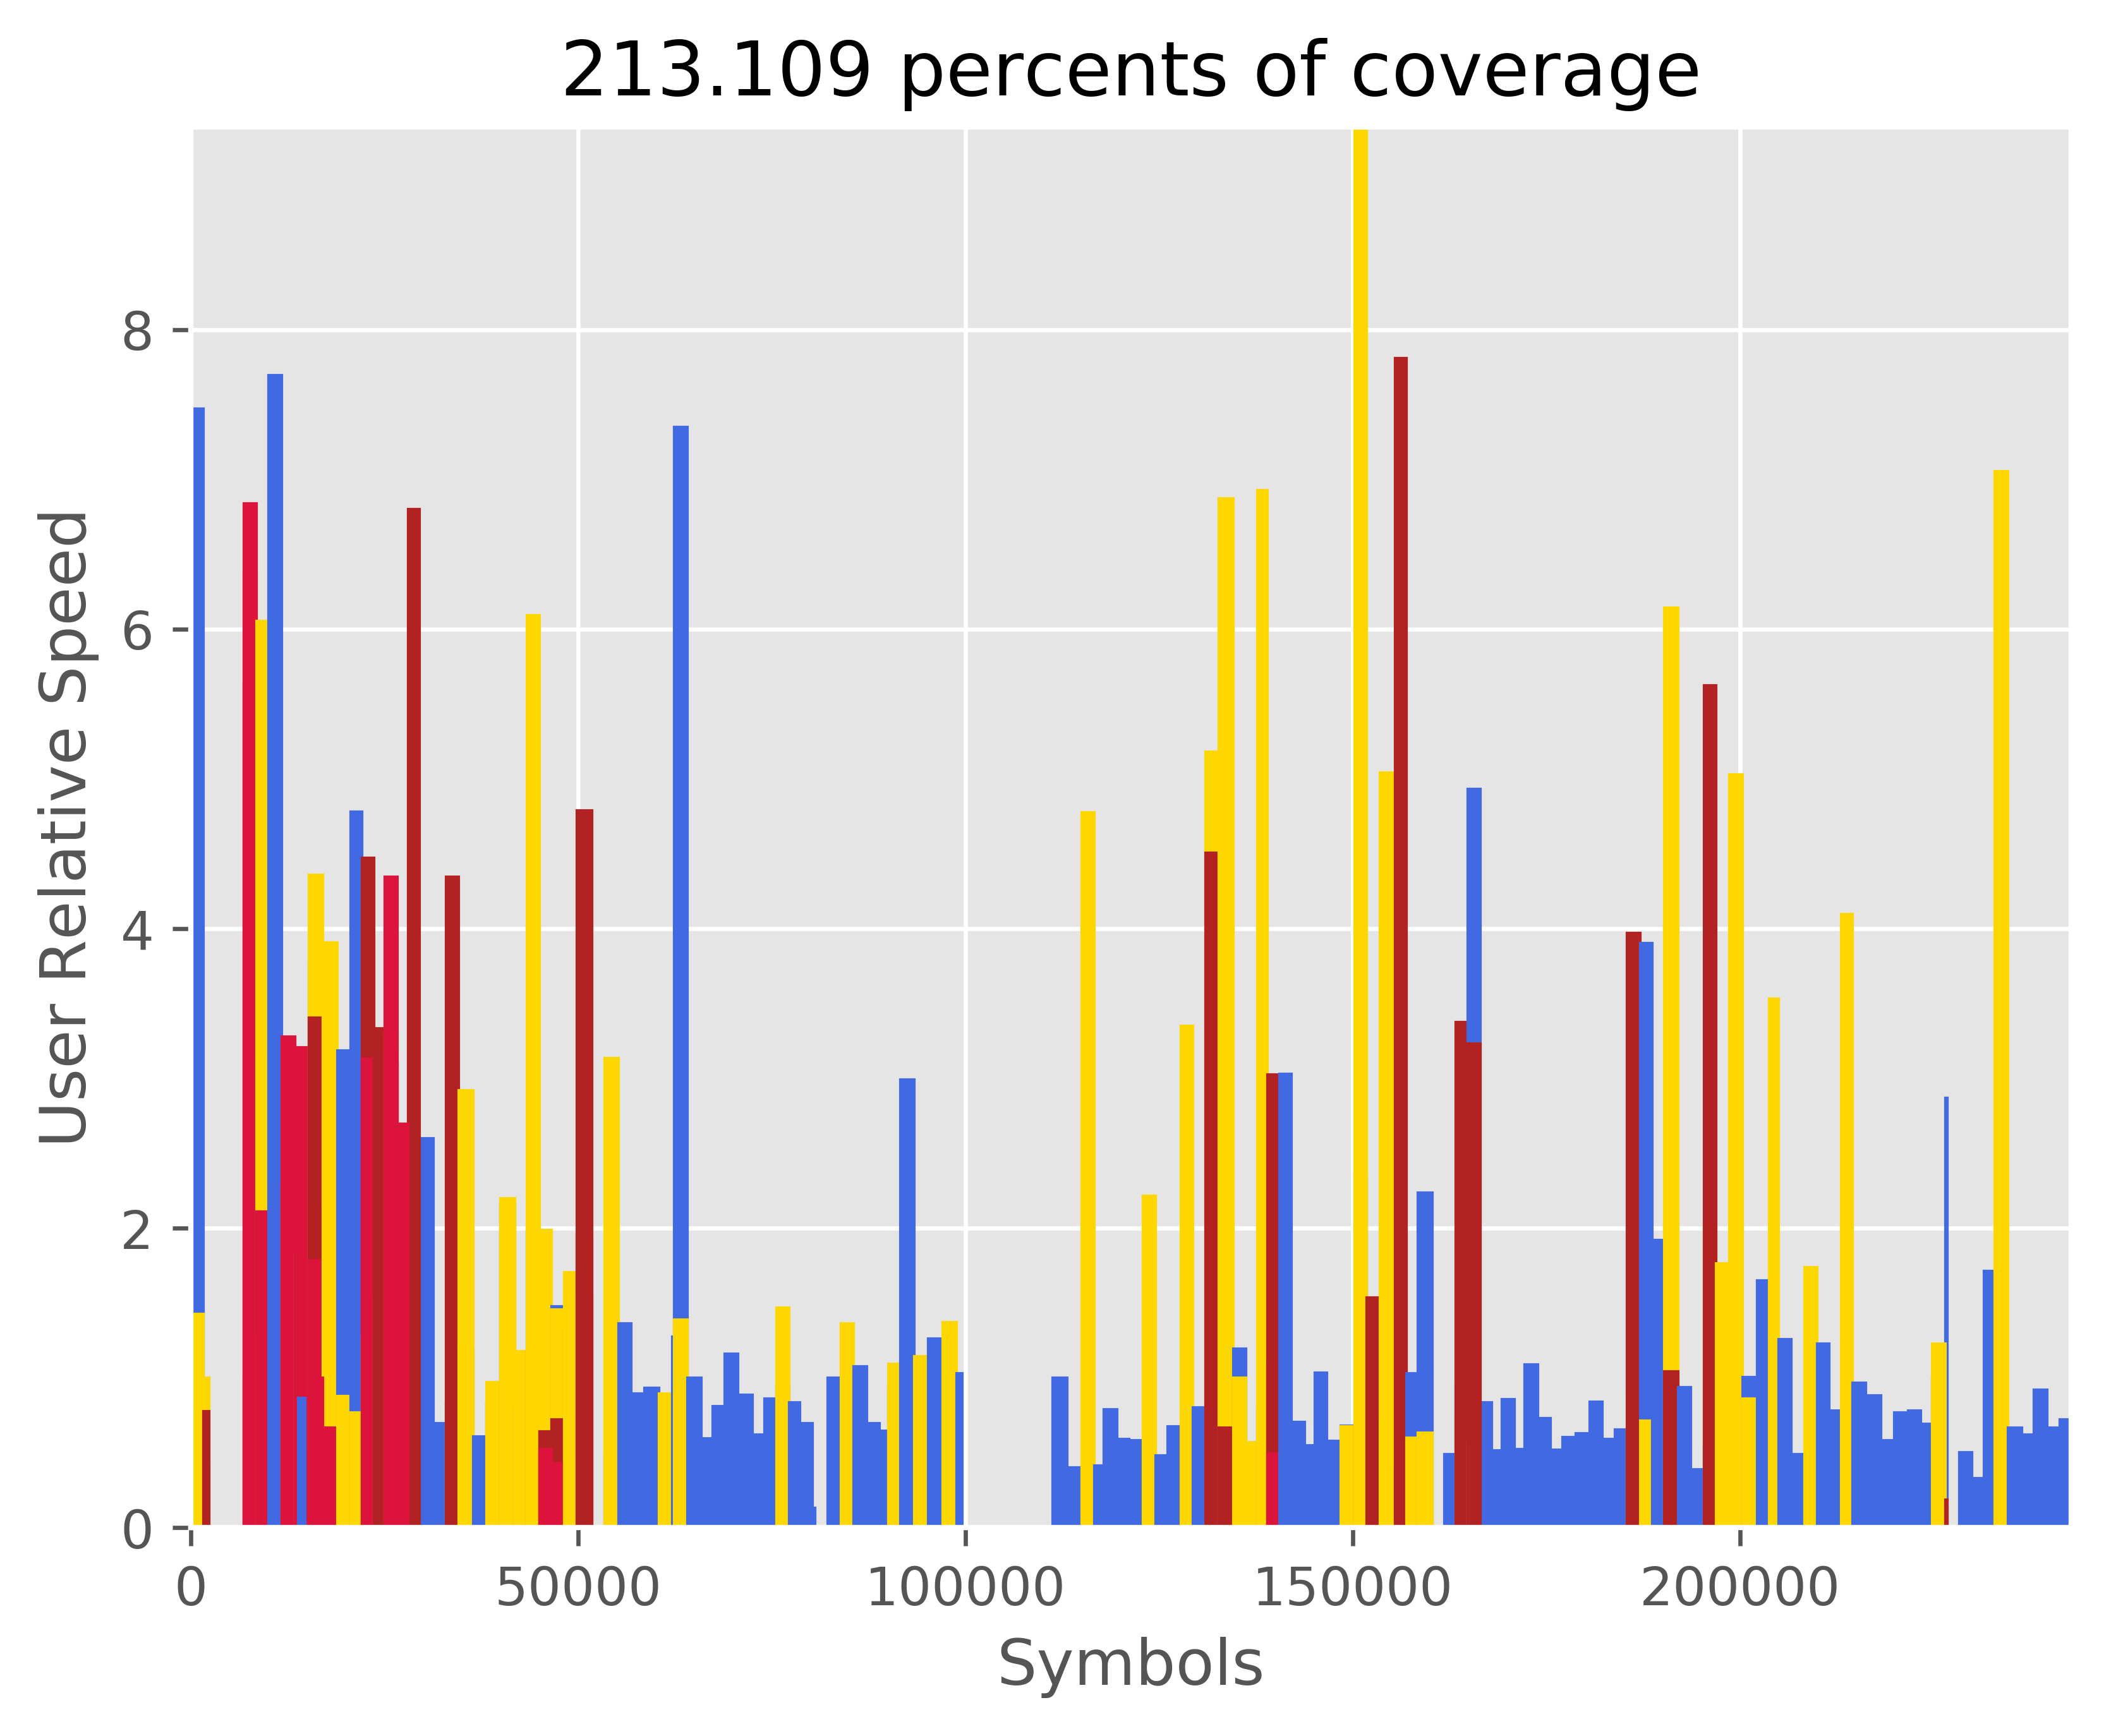 213.109 percents of coverage
User Relative Speed
8
6
4
2
0
0 50000 100000 150000 200000
Symbols